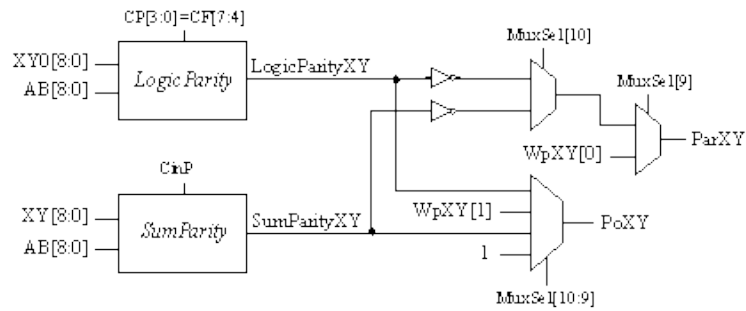 CP[3:0]=CF[7:4]
MuxSel[10]
XY0[8:0]
AB[8:0]
LogicParity
LogicParityXY
MuxSel[9]
WpXY[0]
ParXY
CinP
XY[8:0]
AB[8:0]
SumParity
SumParityXY
WpXY[1]
1
PoXY
MuxSel[10:9]